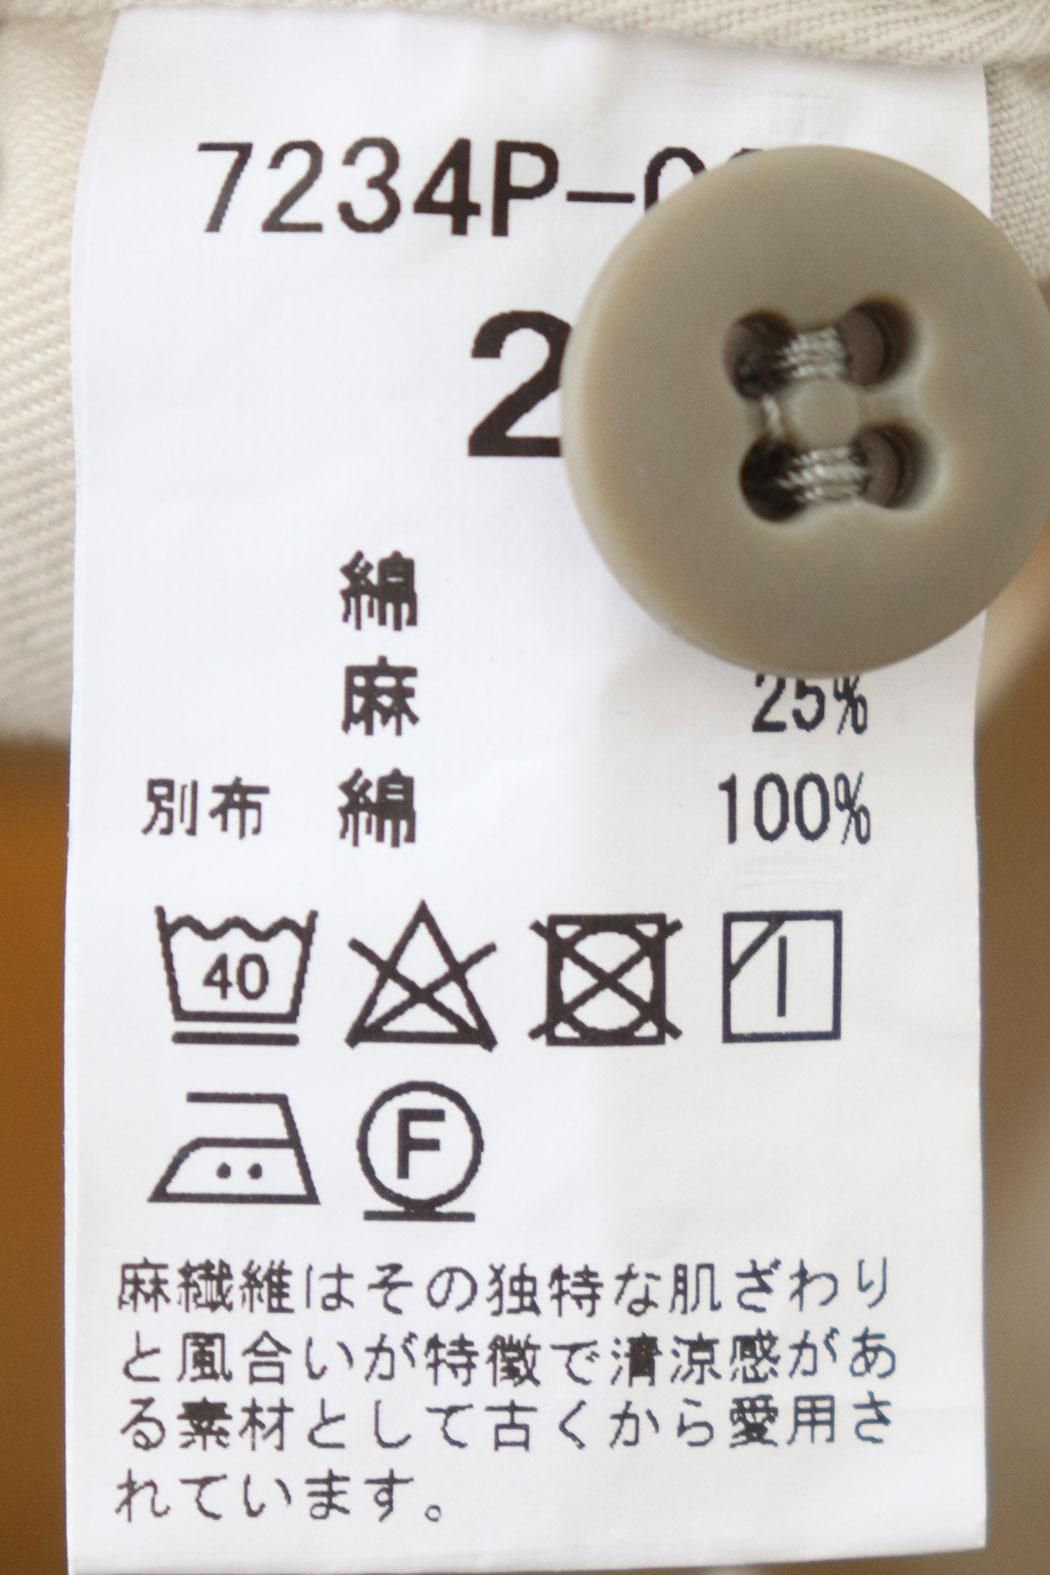 7234P-0
2
綿
麻 25%
別布 綿 100%
40
F
麻繊維はその独特な肌ざわり
と風合いが特徴で清涼感があ
る素材として古くから愛用さ
れています。